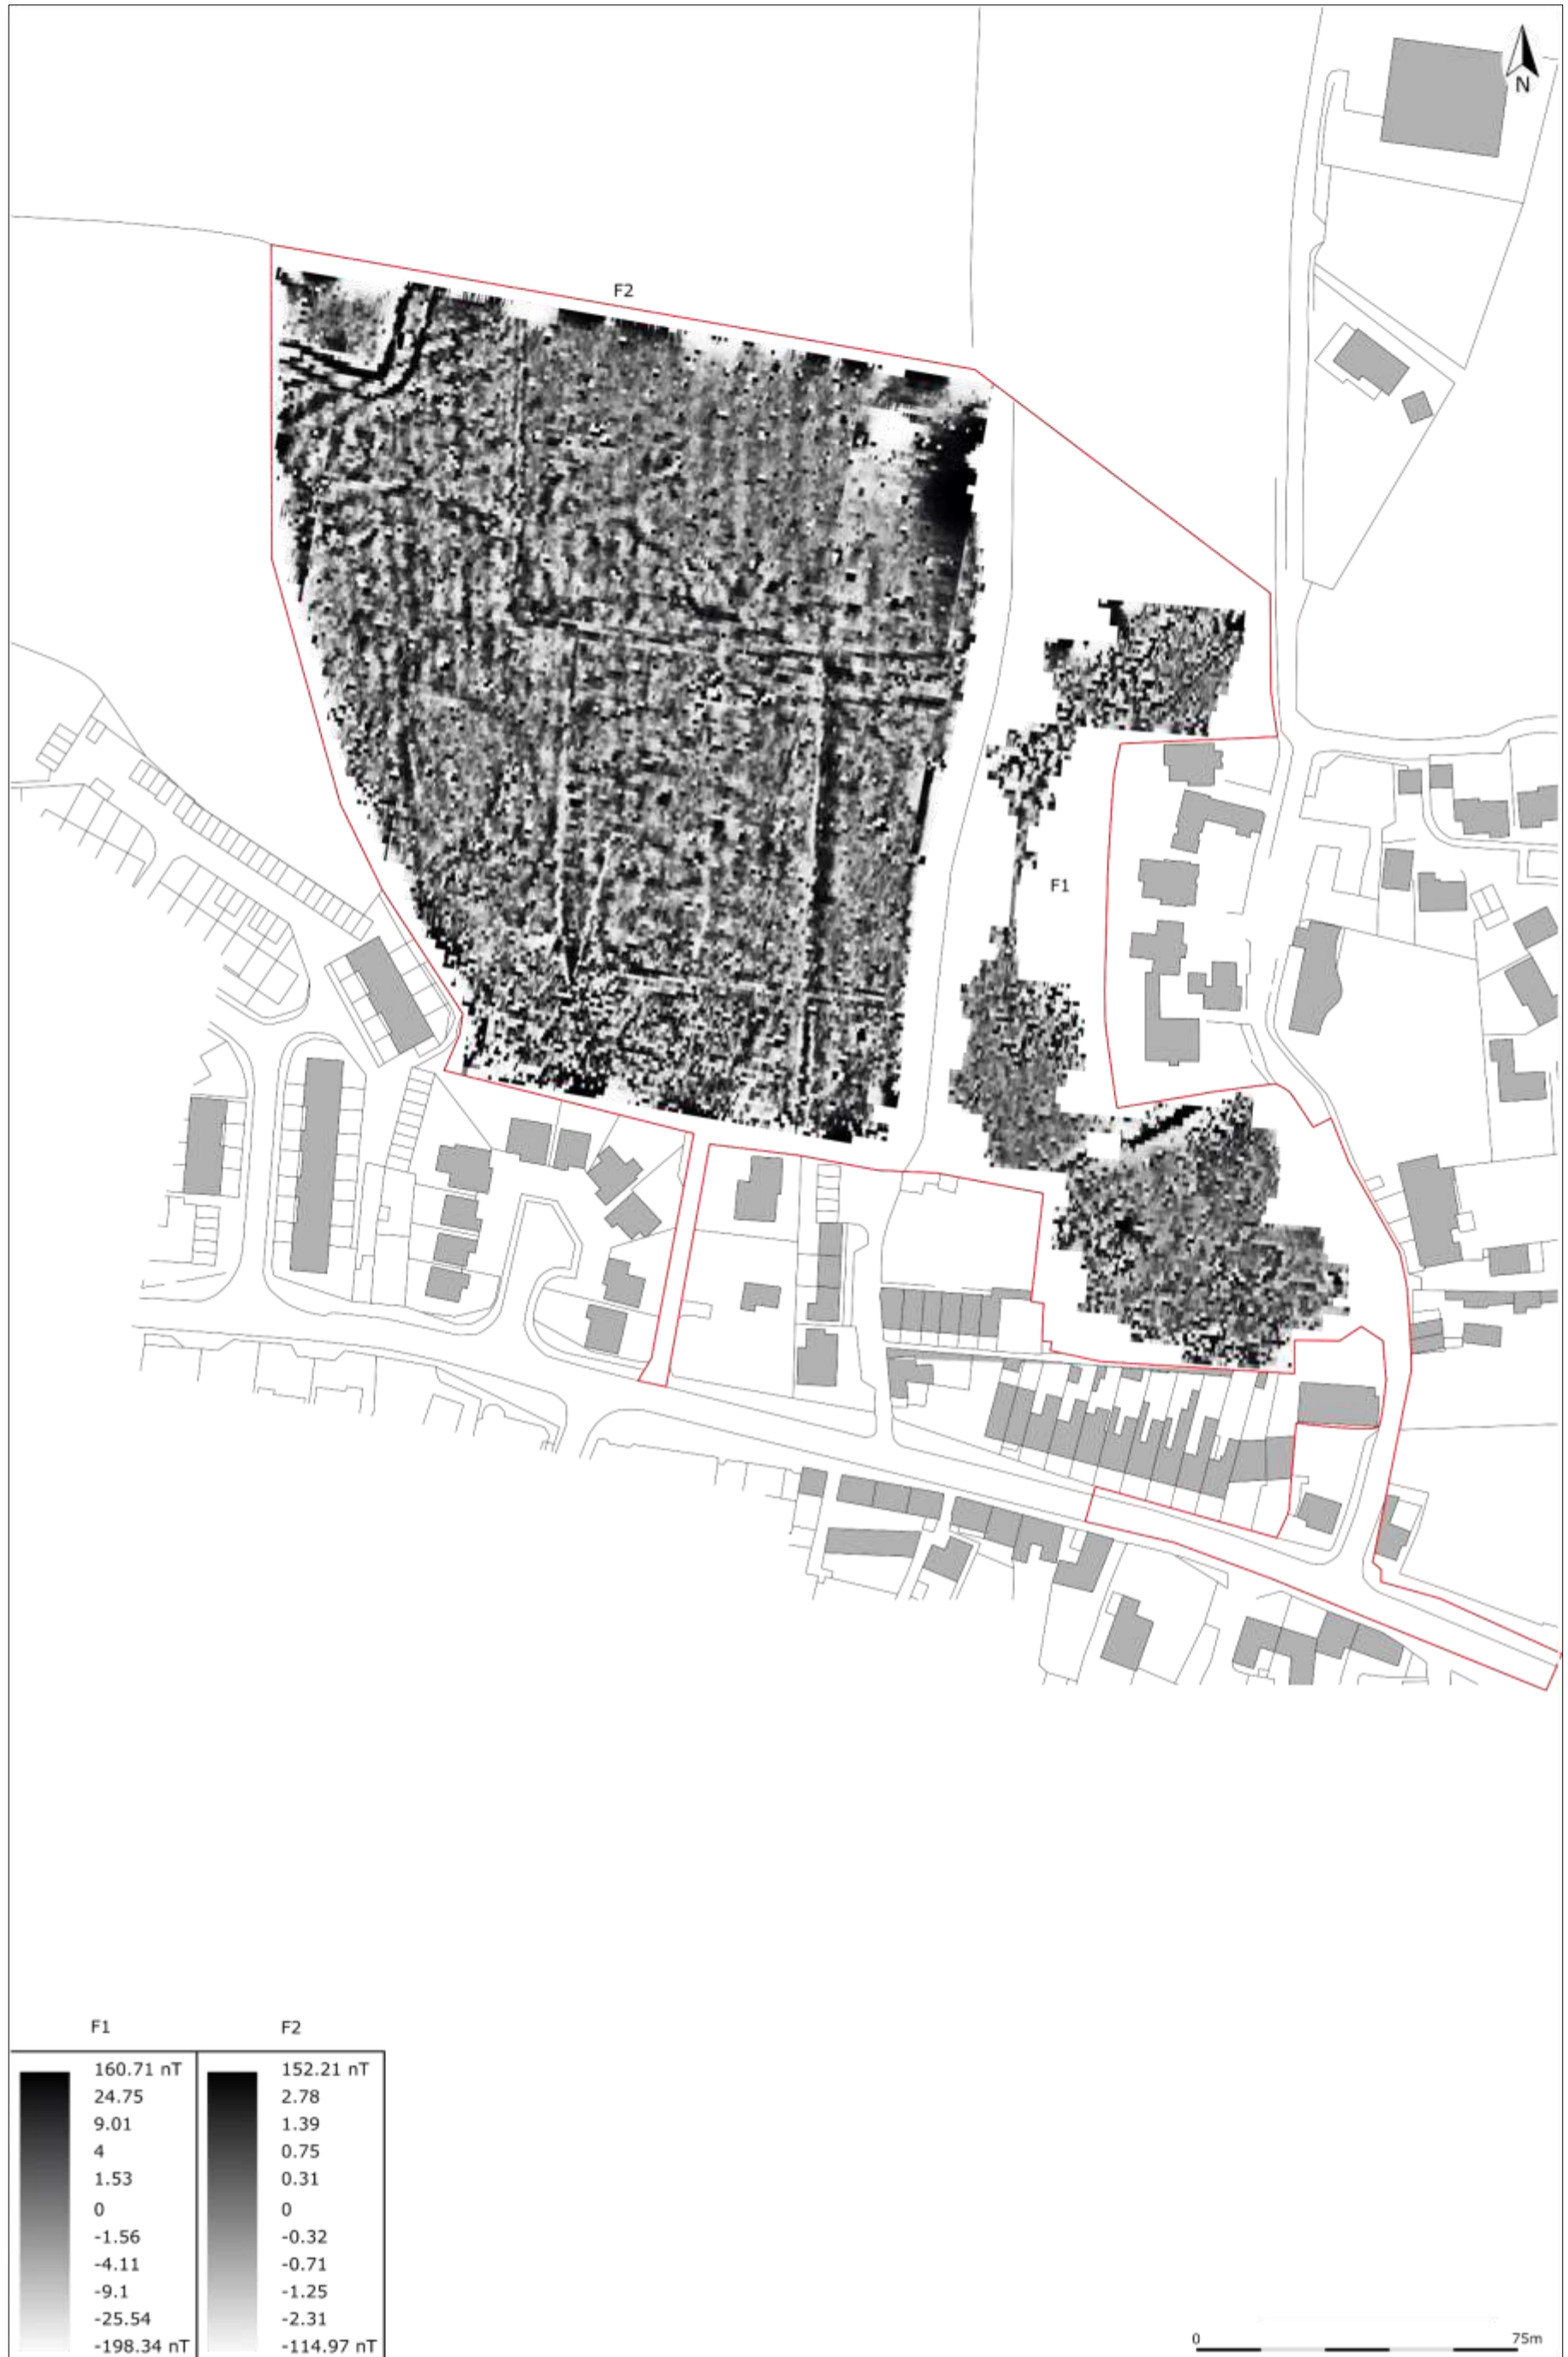 N
F2
F1
F1 F2
160.71 nT 152.21 nT
24.75 2.78
9.01 1.39
4 0.75
1.53 0.31
0 0
-1.56 -0.32
-4.11 -0.71
-9.1 -1.25
-25.54 -2.31
-198.34 nT -114.97 nT
0 75m